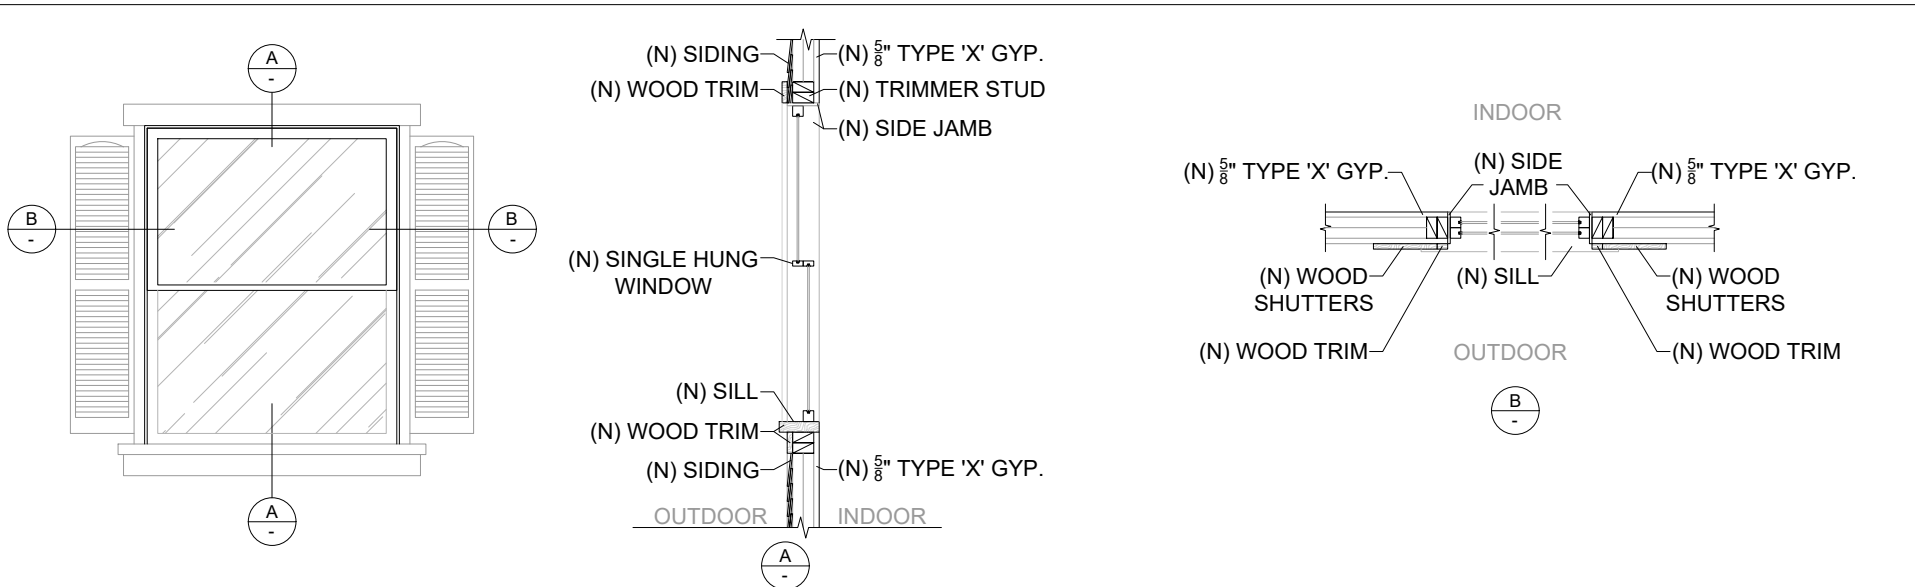 A
-
B
-
B
-
A
-
(N) SIDING
(N) 5/8" TYPE 'X' GYP.
(N) WOOD TRIM
(N) TRIMMER STUD
(N) SIDE JAMB
(N) SINGLE HUNG
WINDOW
(N) SILL
(N) WOOD TRIM
(N) SIDING
(N) 5/8" TYPE 'X' GYP.
OUTDOOR
INDOOR
A
-
INDOOR
(N) 5/8" TYPE 'X' GYP.
(N) SIDE
JAMB
(N) 5/8" TYPE 'X' GYP.
(N) WOOD
SHUTTERS
(N) SILL
(N) WOOD
SHUTTERS
(N) WOOD TRIM
OUTDOOR
(N) WOOD TRIM
B
-